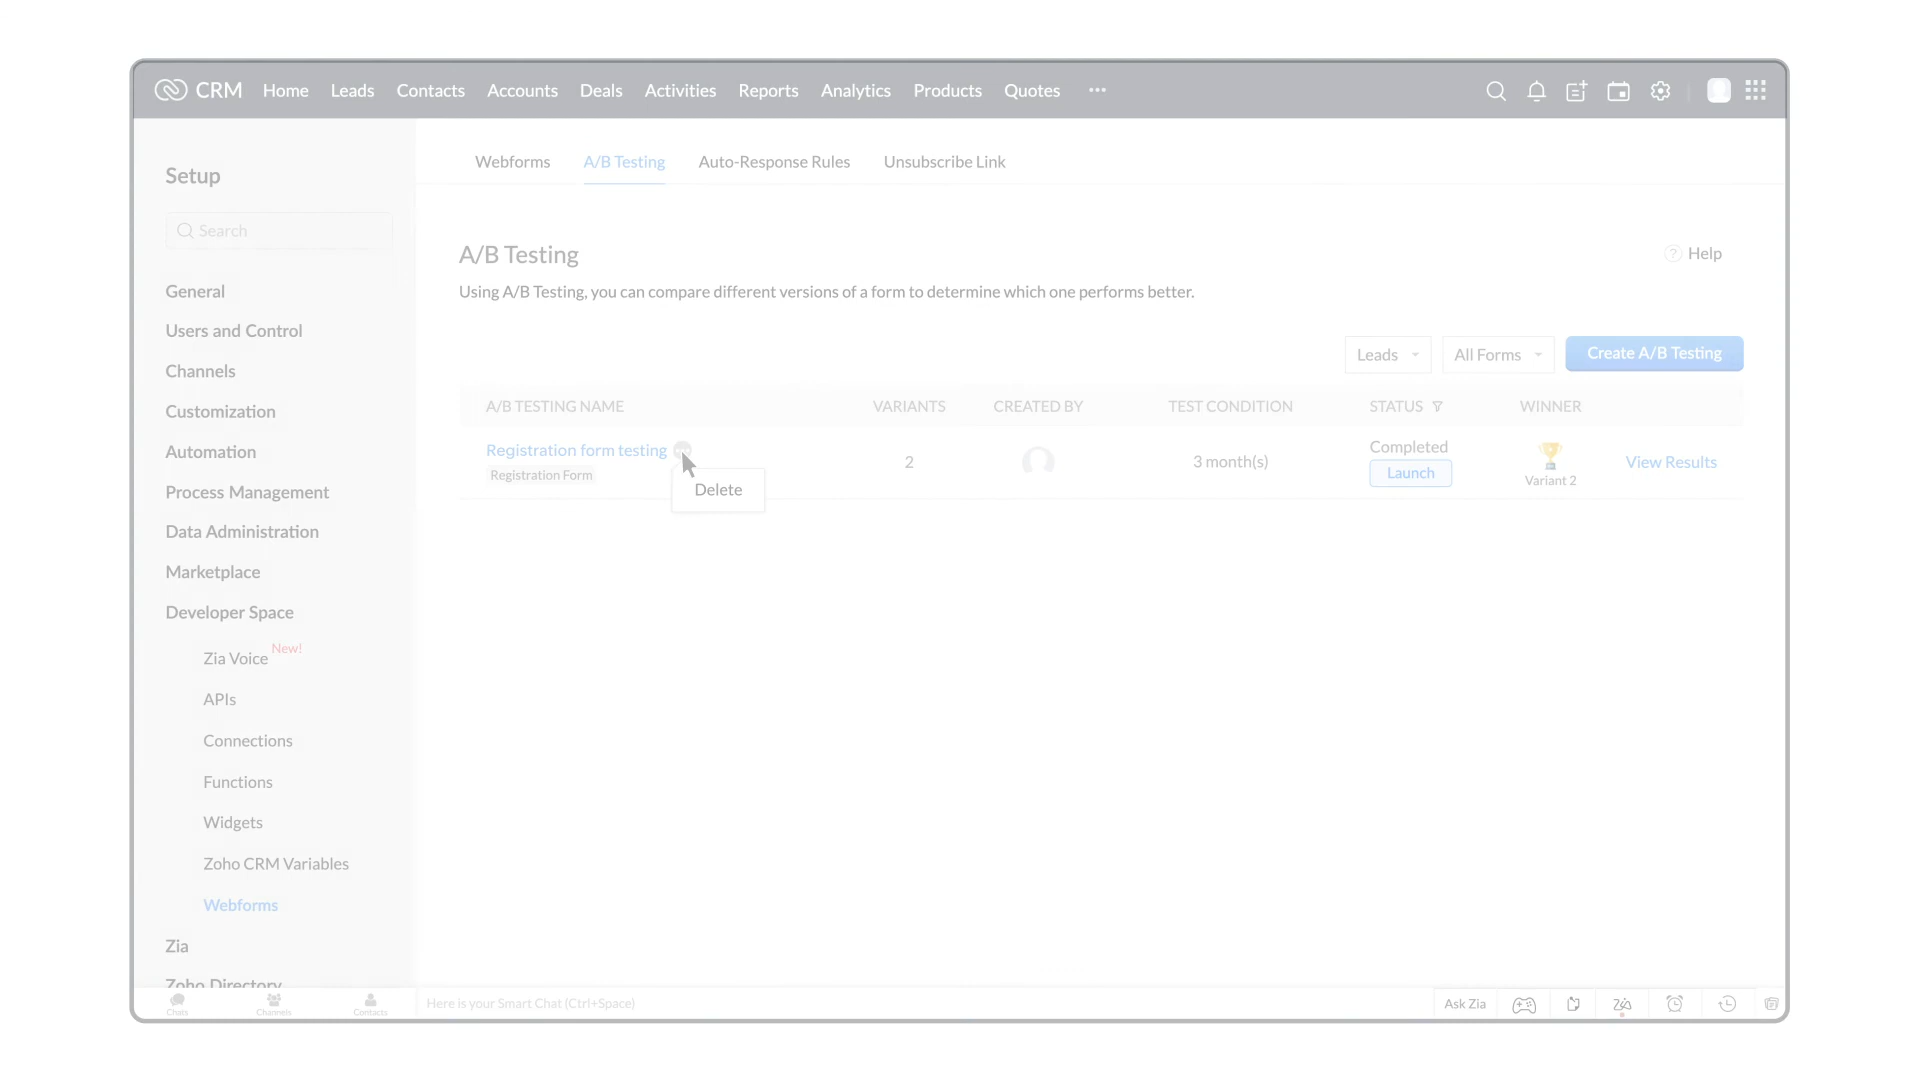 CRM Home Leads Contacts Accounts Deals Activities Reports Analytics Products Quotes
Setup
Search
General
Users and Control
Channels
Customization
Automation
Process Management
Data Administration
Marketplace
Developer Space
Zia Voice New!
APIs
Connections
Functions
Widgets
Zoho CRM Variables
Webforms
Zia
Zoho Directory
Webforms A/B Testing Auto-Response Rules Unsubscribe Link
A/B Testing
? Help
Using A/B Testing, you can compare different versions of a form to determine which one performs better.
Leads All Forms Create A/B Testing
A/B TESTING NAME VARIANTS CREATED BY TEST CONDITION STATUS WINNER
Registration form testing
Registration Form
Delete
2
3 month(s)
Completed
Launch
Variant 2
View Results
Chats Channels Contacts
Here is your Smart Chat (Ctrl+Space)
Ask Zia